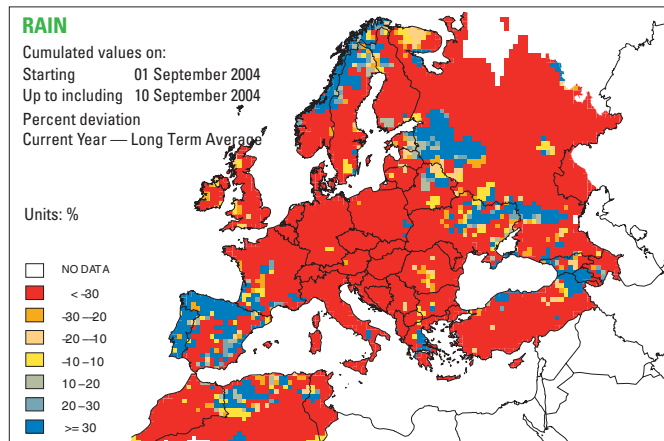 RAIN
Cumulated values on:
Starting 01 September 2004
Up to including 10 September 2004
Percent deviation
Current Year — Long Term Average
Units: %
NO DATA
< -30
-30 –-20
-20 –-10
-10 –10
10 –20
20 –30
>= 30